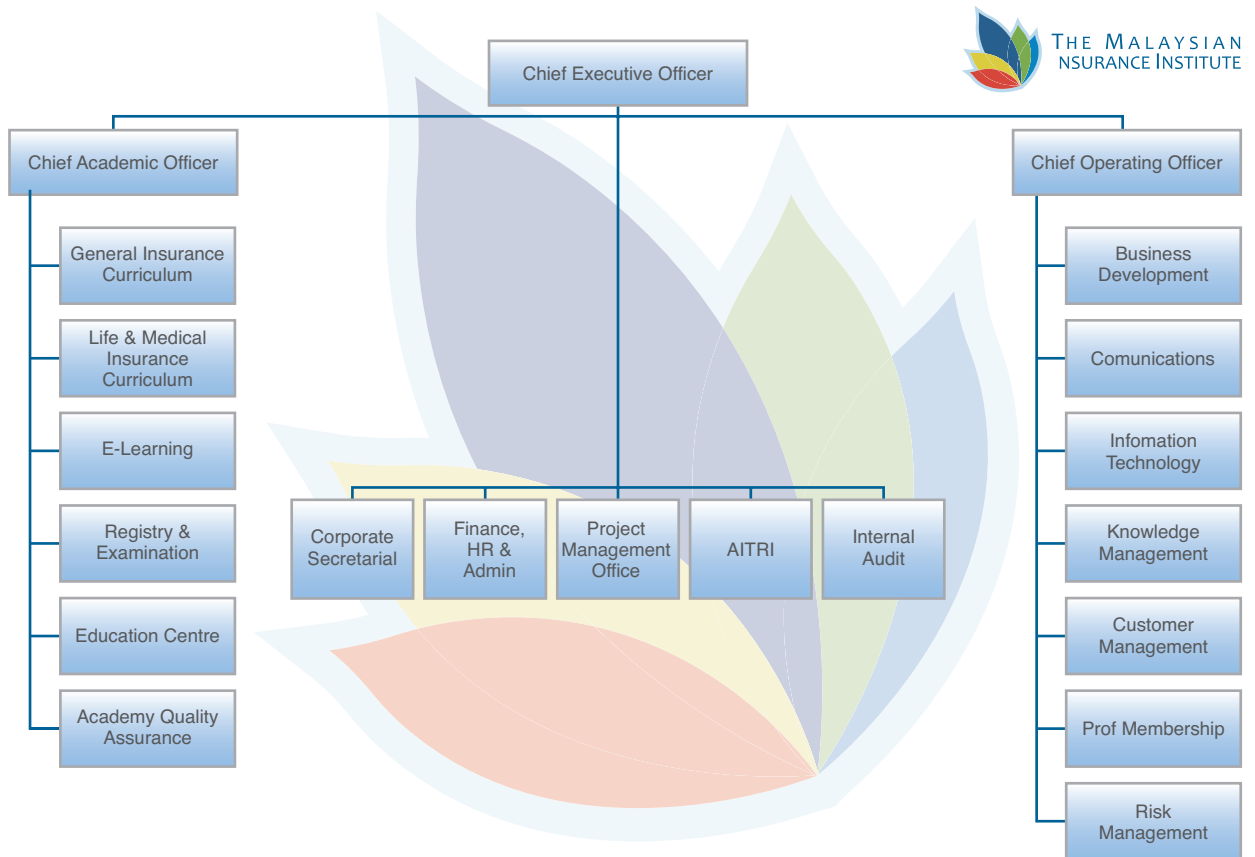 THE MALAYSIAN
NSURANCE INSTITUTE
Chief Executive Officer
Chief Academic Officer
Chief Operating Officer
General Insurance
Curriculum
Life & Medical
Insurance
Curriculum
E-Learning
Registry &
Examination
Education Centre
Academy Quality
Assurance
Corporate
Secretarial
Finance,
HR &
Admin
Project
Management
Office
AITRI
Internal
Audit
Business
Development
Comunications
Infomation
Technology
Knowledge
Management
Customer
Management
Prof Membership
Risk
Management